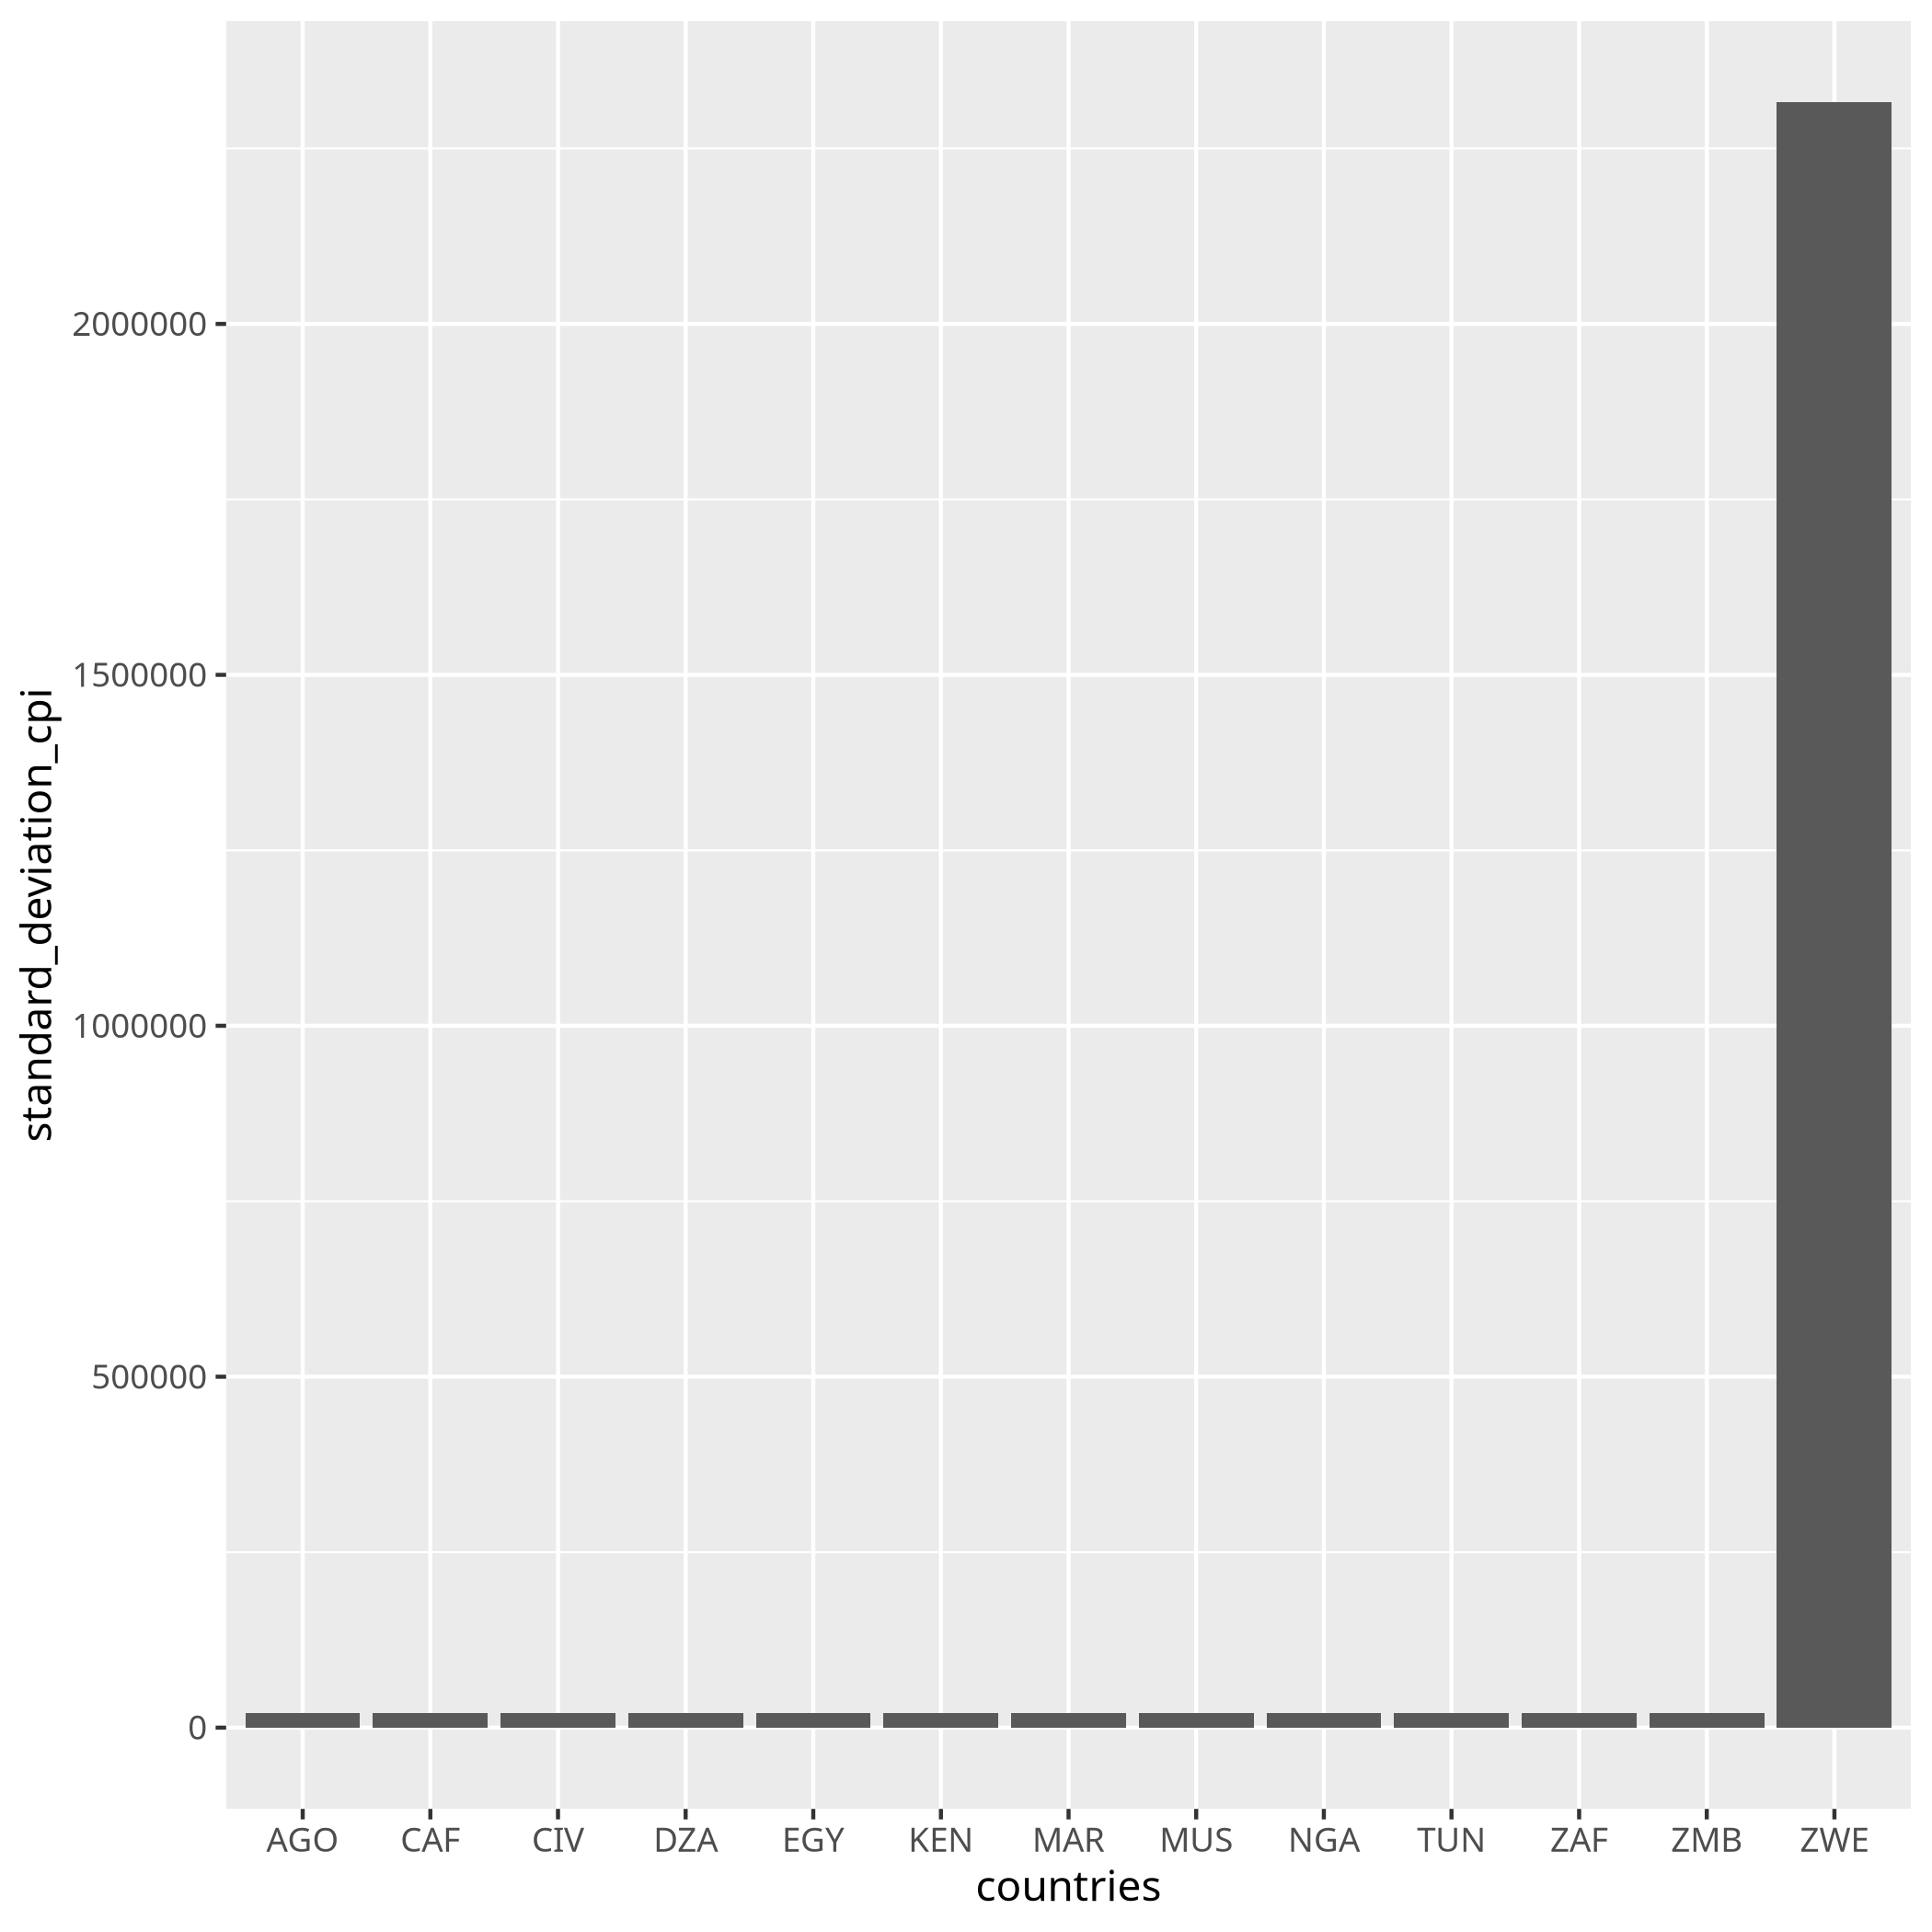 standard_deviation_cpi
2000000
1500000
1000000
500000
0
AGO CAF CIV DZA EGY KEN MAR MUS NGA TUN ZAF ZMB ZWE
countries